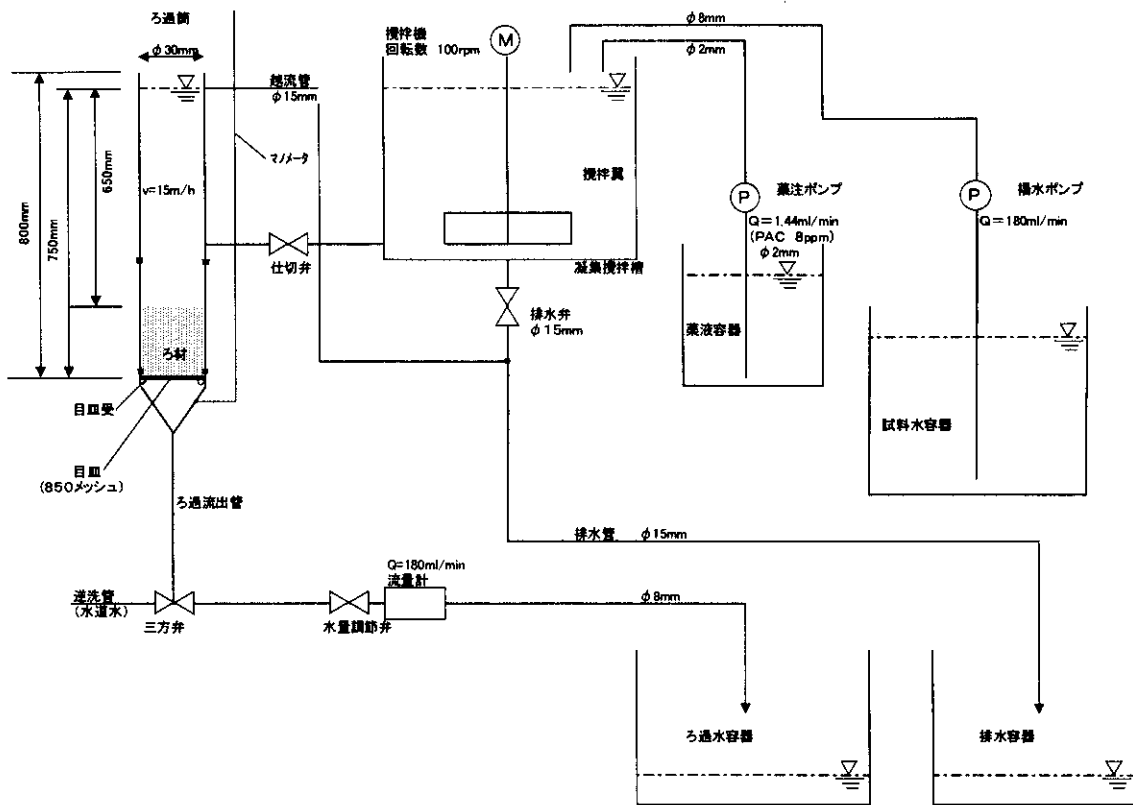 ろ過筒
φ30mm
越流管
φ15mm
マノメータ
v=15m/h
800mm
750mm
650mm
ろ材
目皿受
目皿
(850メッシュ)
ろ過流出管
仕切弁
攪拌機
回転数 100rpm
M
攪拌翼
凝集攪拌槽
排水弁
φ15mm
φ8mm
φ2mm
P
薬注ポンプ
Q=1.44ml/min
(PAC 8ppm)
φ2mm
薬液容器
P
揚水ポンプ
Q=180ml/min
試料水容器
排水管 φ15mm
逆洗管
(水道水)
三方弁
水量調節弁
Q=180ml/min
流量計
φ8mm
ろ過水容器
排水容器